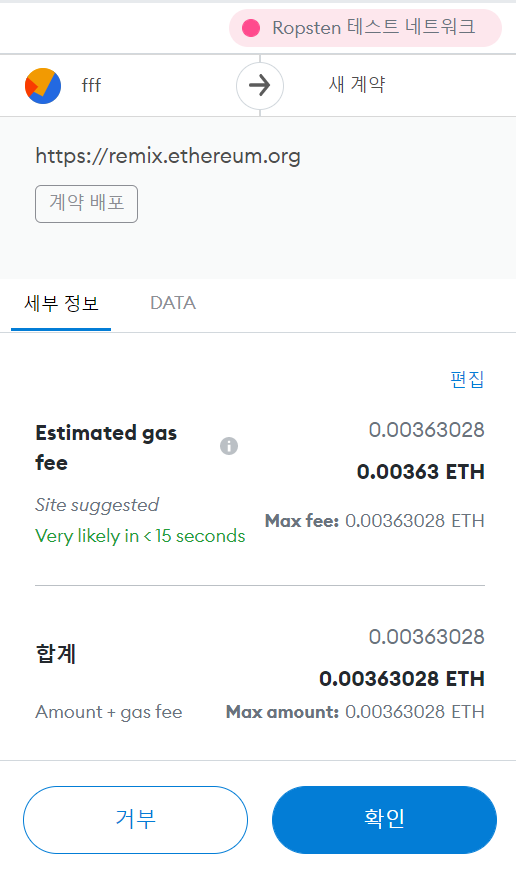 Ropsten 테스트 네트워크
fff
새 계약
https://remix.ethereum.org
계약 배포
세부 정보
DATA
편집
Estimated gas fee
0.00363028
0.00363 ETH
Site suggested
Very likely in < 15 seconds
Max fee: 0.00363028 ETH
합계
0.00363028
0.00363028 ETH
Amount + gas fee
Max amount: 0.00363028 ETH
거부
확인